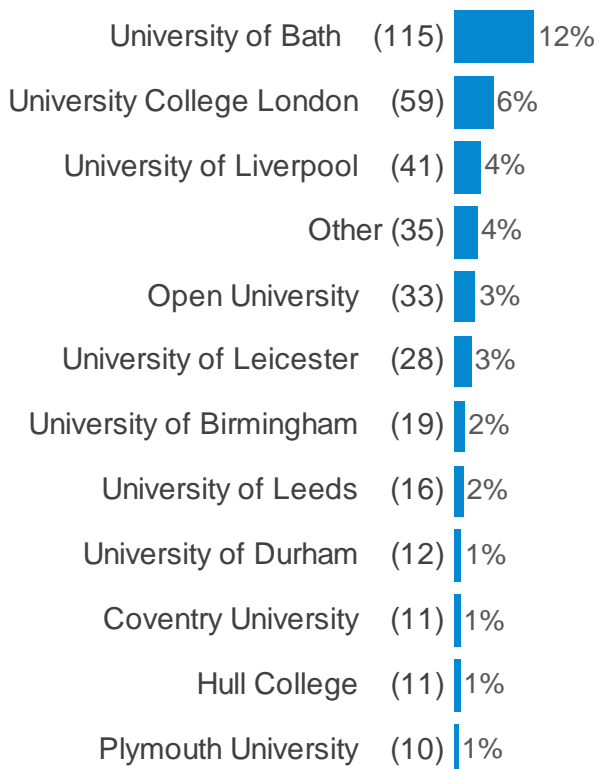 University of Bath (115) 12%
University College London (59) 6%
University of Liverpool (41) 4%
Other (35) 4%
Open University (33) 3%
University of Leicester (28) 3%
University of Birmingham (19) 2%
University of Leeds (16) 2%
University of Durham (12) 1%
Coventry University (11) 1%
Hull College (11) 1%
Plymouth University (10) 1%